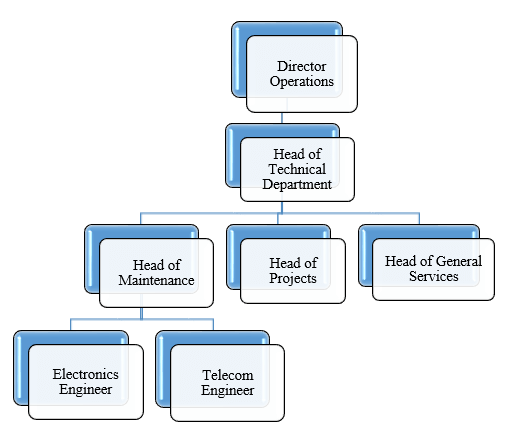 Director
Operations
Head of
Technical
Department
Head of
Maintenance
Head of
Projects
Head of General
Services
Electronics
Engineer
Telecom
Engineer